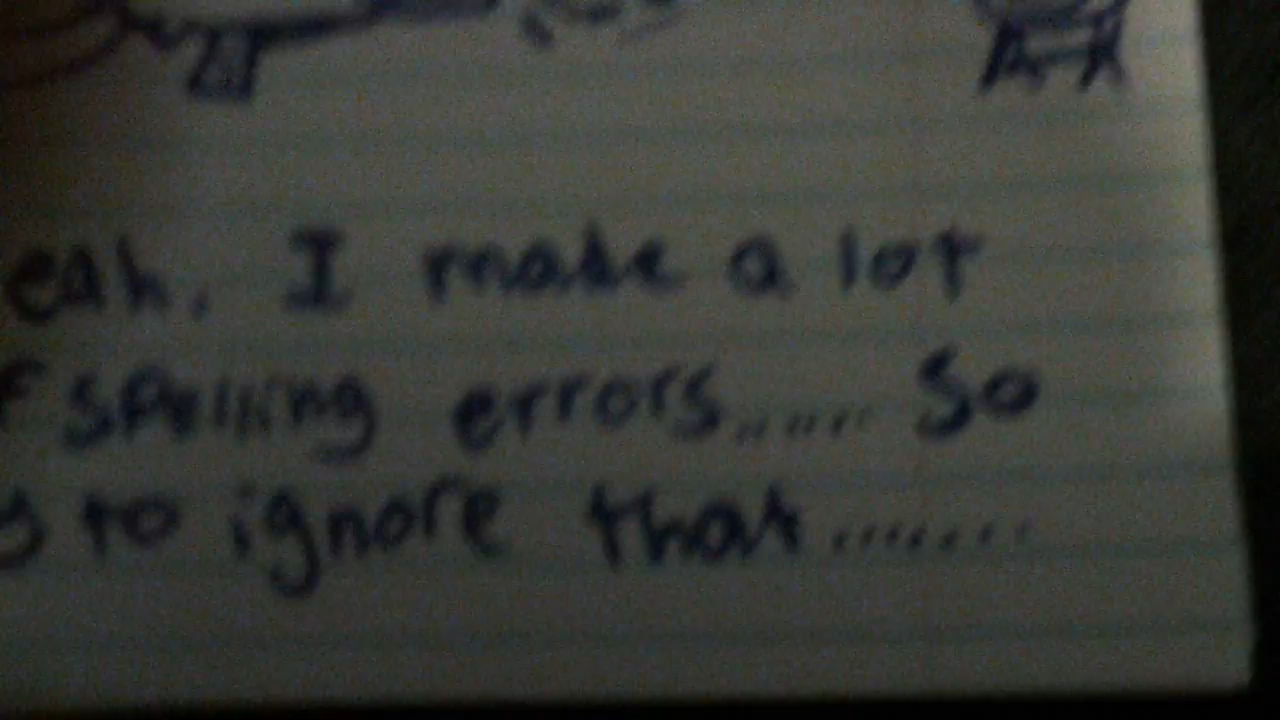 eah. I make a lot
f spelling errors..... So
y to ignore that.......